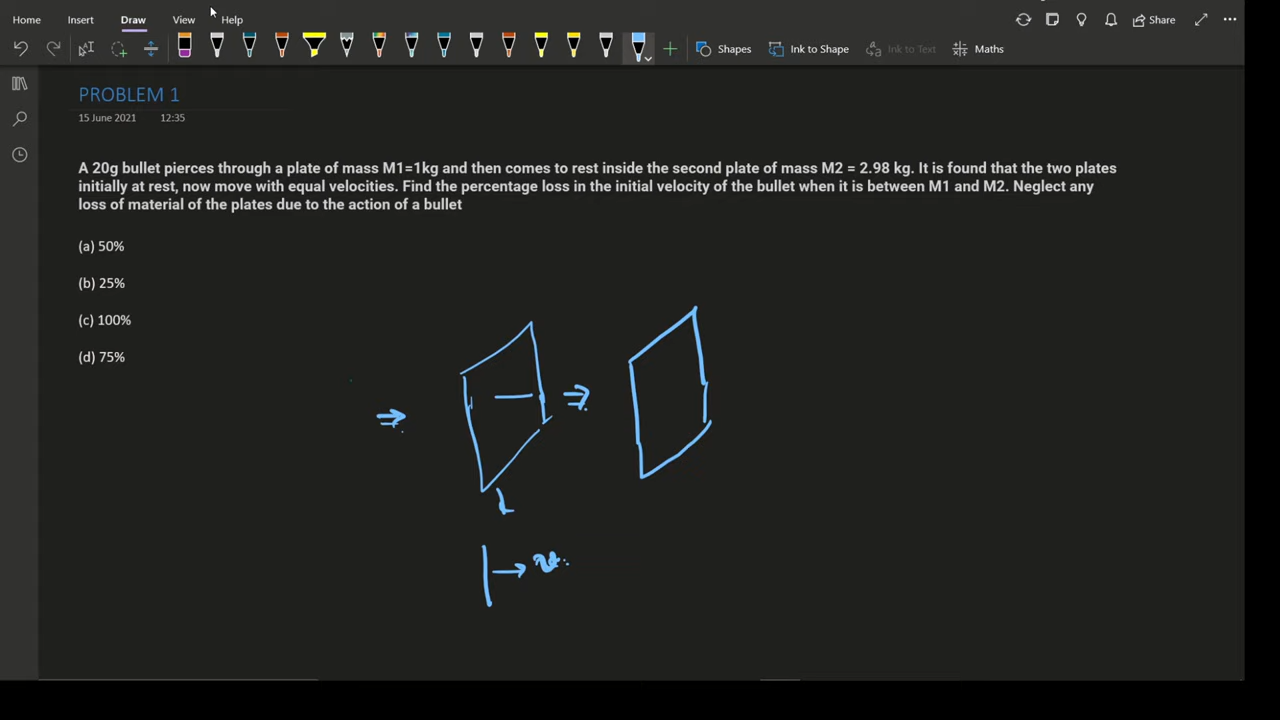 Home Insert Draw View Help Share
Shapes Ink to Shape Ink to Text Maths
PROBLEM 1
15 June 2021 12:35
A 20g bullet pierces through a plate of mass M1=1kg and then comes to rest inside the second plate of mass M2 = 2.98 kg. It is found that the two plates
initially at rest, now move with equal velocities. Find the percentage loss in the initial velocity of the bullet when it is between M1 and M2. Neglect any
loss of material of the plates due to the action of a bullet
(a) 50%
(b) 25%
(c) 100%
(d) 75%